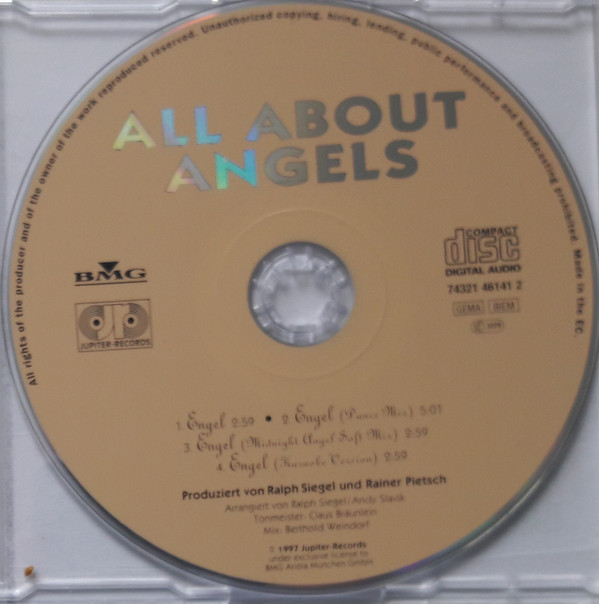 All rights of the producer and of the owner of the work reproduced reserved. Unauthorized copying, hiring, lending, public performance and broadcasting prohibited. Made in the EC.
ALL ABOUT
ANGELS
COMPACT
disc
DIGITAL AUDIO
74321 46141 2
GEMA BIEM
BMG
JR
JUPITER-RECORDS
1. Engel 2:59 • 2. Engel (Dance Mix) 5:01
3. Engel (Midnight Angel Soft Mix) 2:59
4. Engel (Karaoke Version) 2:59
Produziert von Ralph Siegel und Rainer Pietsch
Arrangiert von Ralph Siegel/Andy Slavik
Tonmeister: Claus Bräunlein
Mix: Berthold Weindorf
℗ 1997 Jupiter-Records
under exclusive license to
BMG Ariola München GmbH